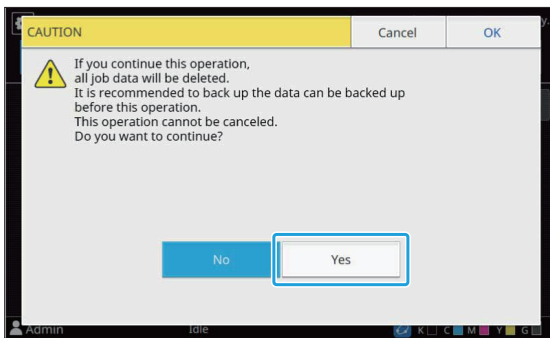 CAUTION
Cancel
OK
If you continue this operation,
all job data will be deleted.
It is recommended to back up the data can be backed up
before this operation.
This operation cannot be canceled.
Do you want to continue?
No
Yes
Admin
Idle
K C M Y G